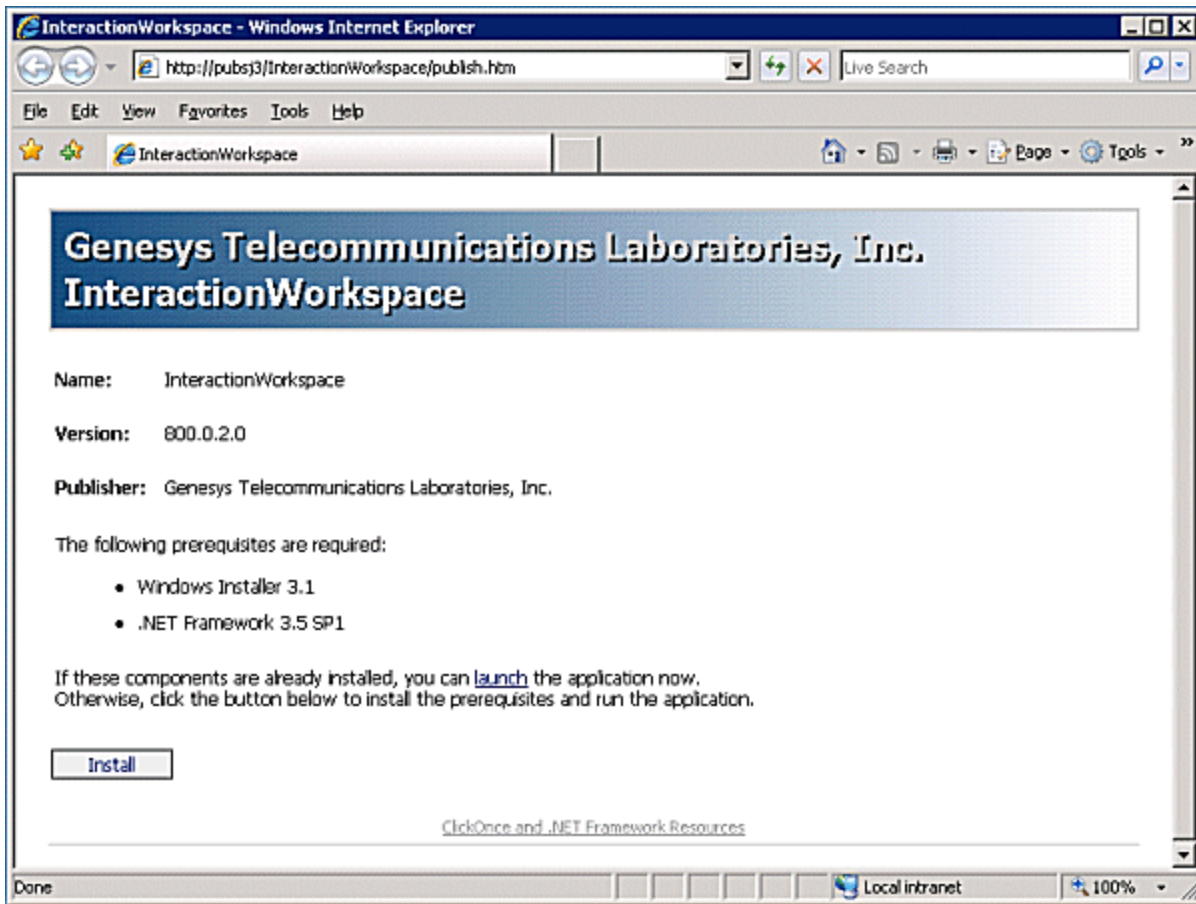 InteractionWorkspace - Windows Internet Explorer
http://pubsj3/InteractionWorkspace/publish.htm
Live Search
File Edit View Favorites Tools Help
InteractionWorkspace
Page Tools »
Genesys Telecommunications Laboratories, Inc.
InteractionWorkspace
Name: InteractionWorkspace
Version: 800.0.2.0
Publisher: Genesys Telecommunications Laboratories, Inc.
The following prerequisites are required:
• Windows Installer 3.1
• .NET Framework 3.5 SP1
If these components are already installed, you can launch the application now.
Otherwise, click the button below to install the prerequisites and run the application.
Install
ClickOnce and .NET Framework Resources
Done Local intranet 100%